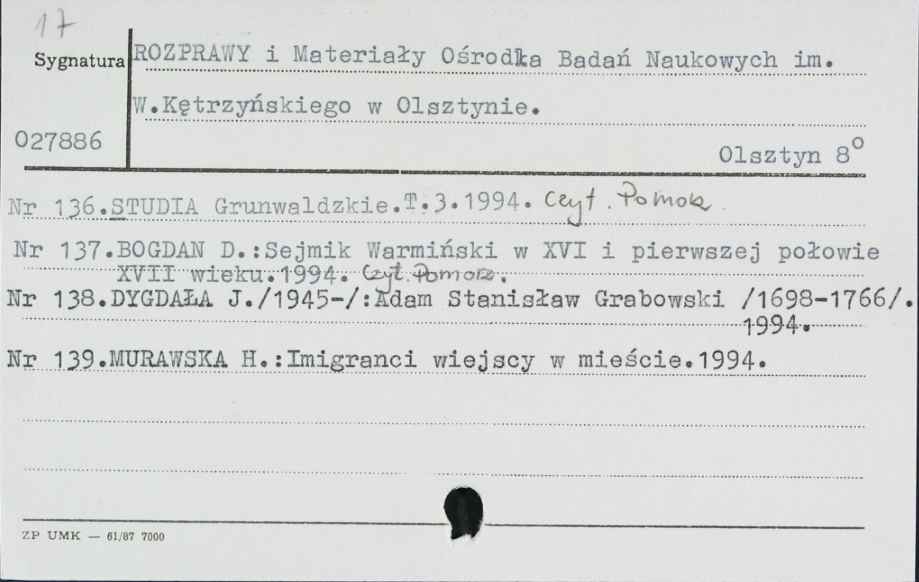 17
Sygnatura
ROZPRAWY i Materiały Ośrodka Badań Naukowych im.
W.Kętrzyńskiego w Olsztynie.
027886
Olsztyn 8°
Nr 136.STUDIA Grunwaldzkie.T.3.1994. Czyt. Pomorz.
Nr 137.BOGDAN D.:Sejmik Warmiński w XVI i pierwszej połowie
XVII wieku.1994. Czyt. Pomorz.
Nr 138.DYGDAŁA J./1945-/:Adam Stanisław Grabowski /1698-1766/.
1994.
Nr 139.MURAWSKA H.:Imigranci wiejscy w mieście.1994.
ZP UMK — 61/87 7000